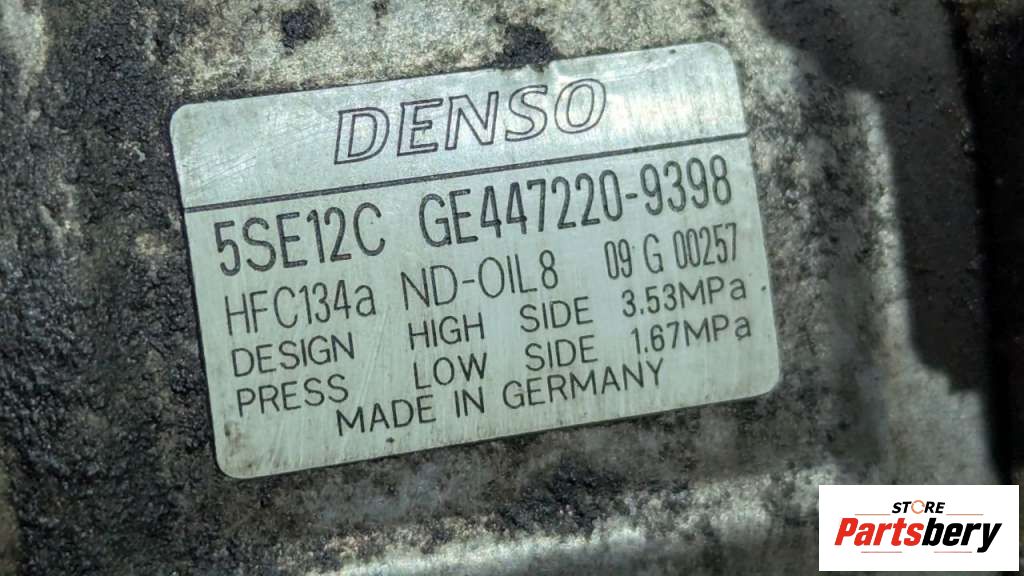 DENSO
5SE12C GE447220-9398
HFC134a ND-OIL8 09 G 00257
DESIGN HIGH SIDE 3.53MPa
PRESS LOW SIDE 1.67MPa
MADE IN GERMANY
STORE
Partsbery